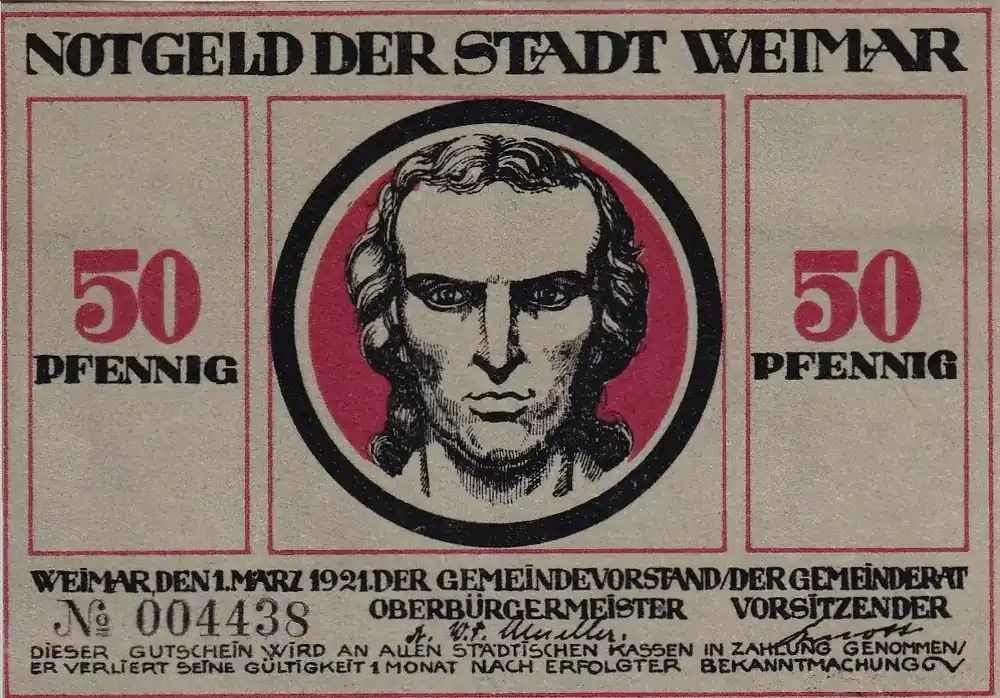 NOTGELD DER STADT WEIMAR
50
PFENNIG
50
PFENNIG
WEIMAR, DEN 1. MÄRZ 1921. DER GEMEINDEVORSTAND/DER GEMEINDERAT
OBERBÜRGERMEISTER VORSITZENDER
№ 004438
DIESER GUTSCHEIN WIRD AN ALLEN STÄDTISCHEN KASSEN IN ZAHLUNG GENOMMEN/
ER VERLIERT SEINE GÜLTIGKEIT 1 MONAT NACH ERFOLGTER BEKANNTMACHUNG